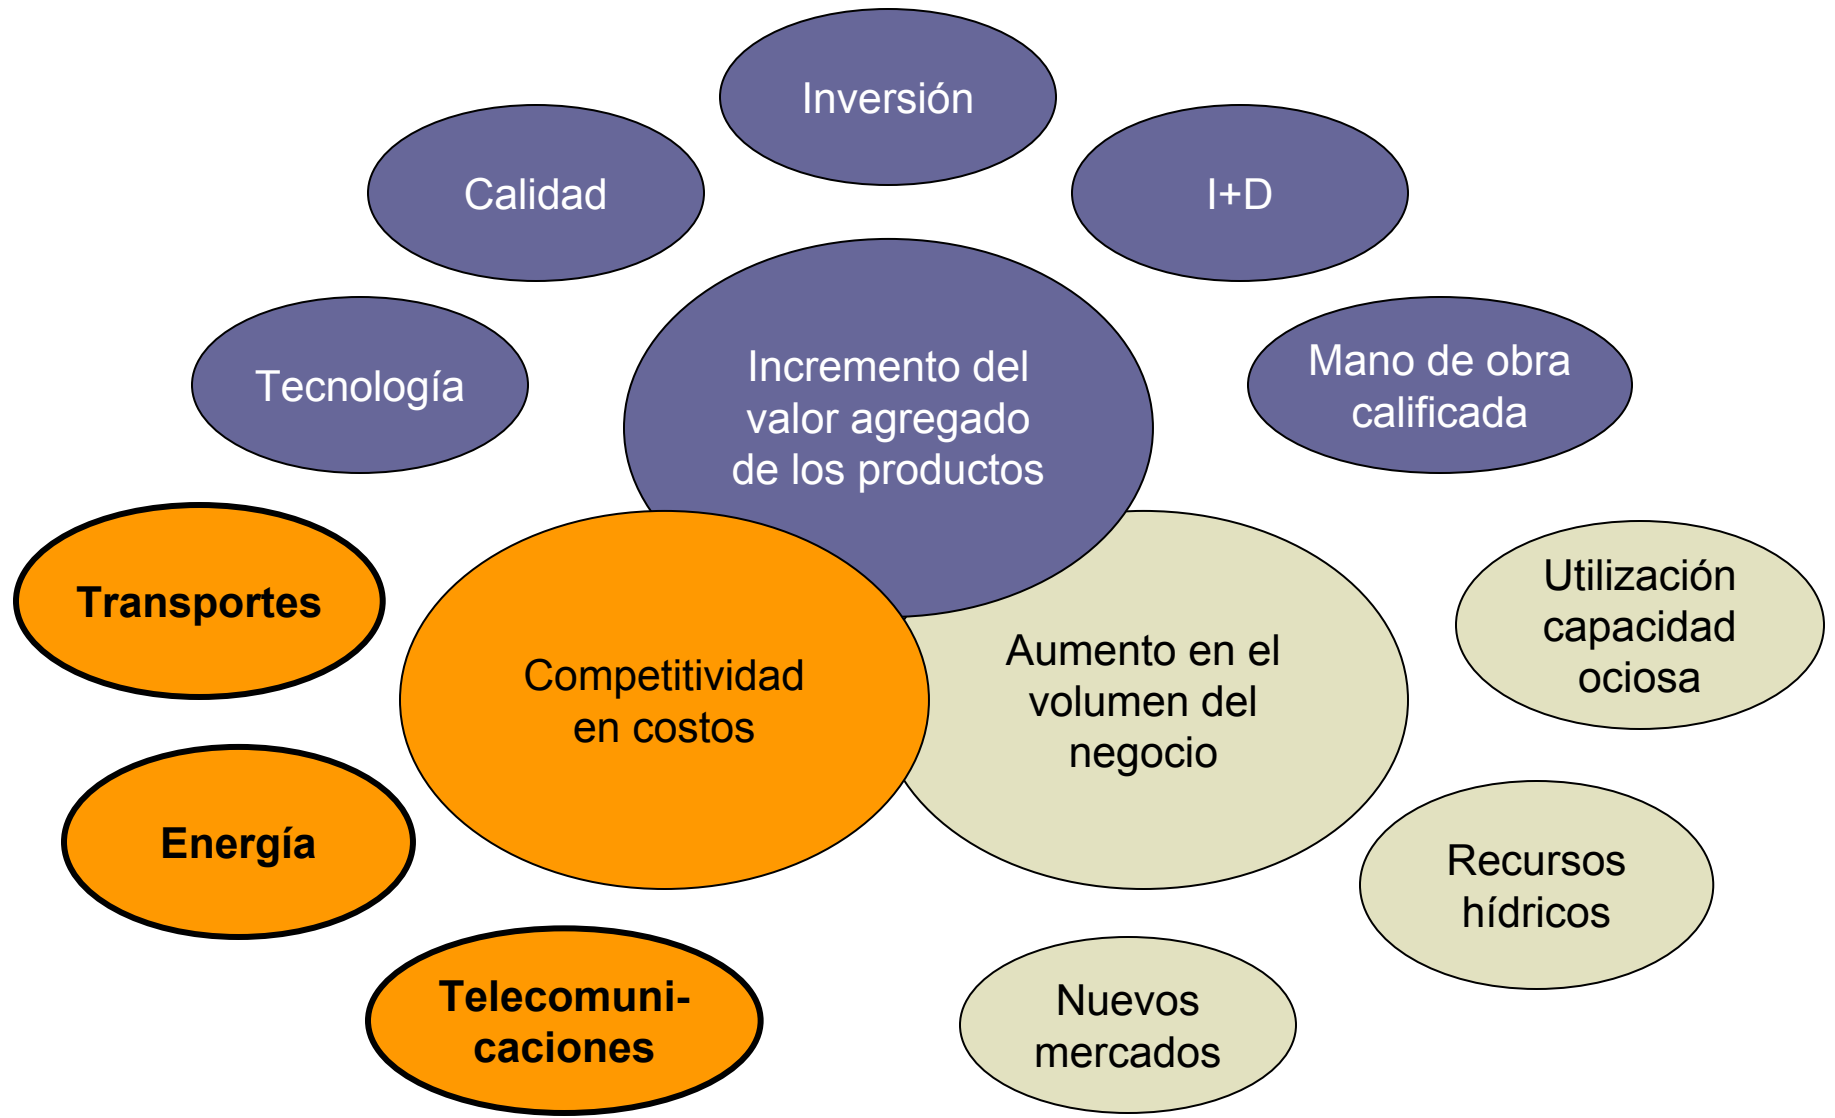 Inversión
Calidad
I+D
Tecnología
Incremento del
valor agregado
de los productos
Mano de obra
calificada
Transportes
Competitividad
en costos
Aumento en el
volumen del
negocio
Utilización
capacidad
ociosa
Energía
Recursos
hídricos
Telecomuni-
caciones
Nuevos
mercados